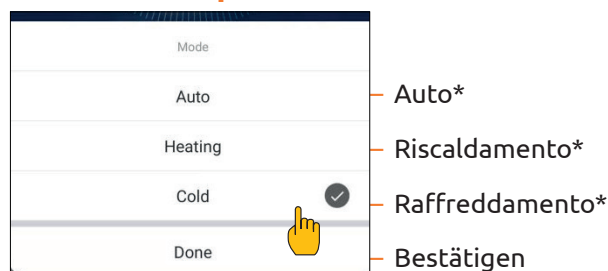 Mode
Auto
Auto*
Heating
Riscaldamento*
Cold
Raffreddamento*
Done
Bestätigen